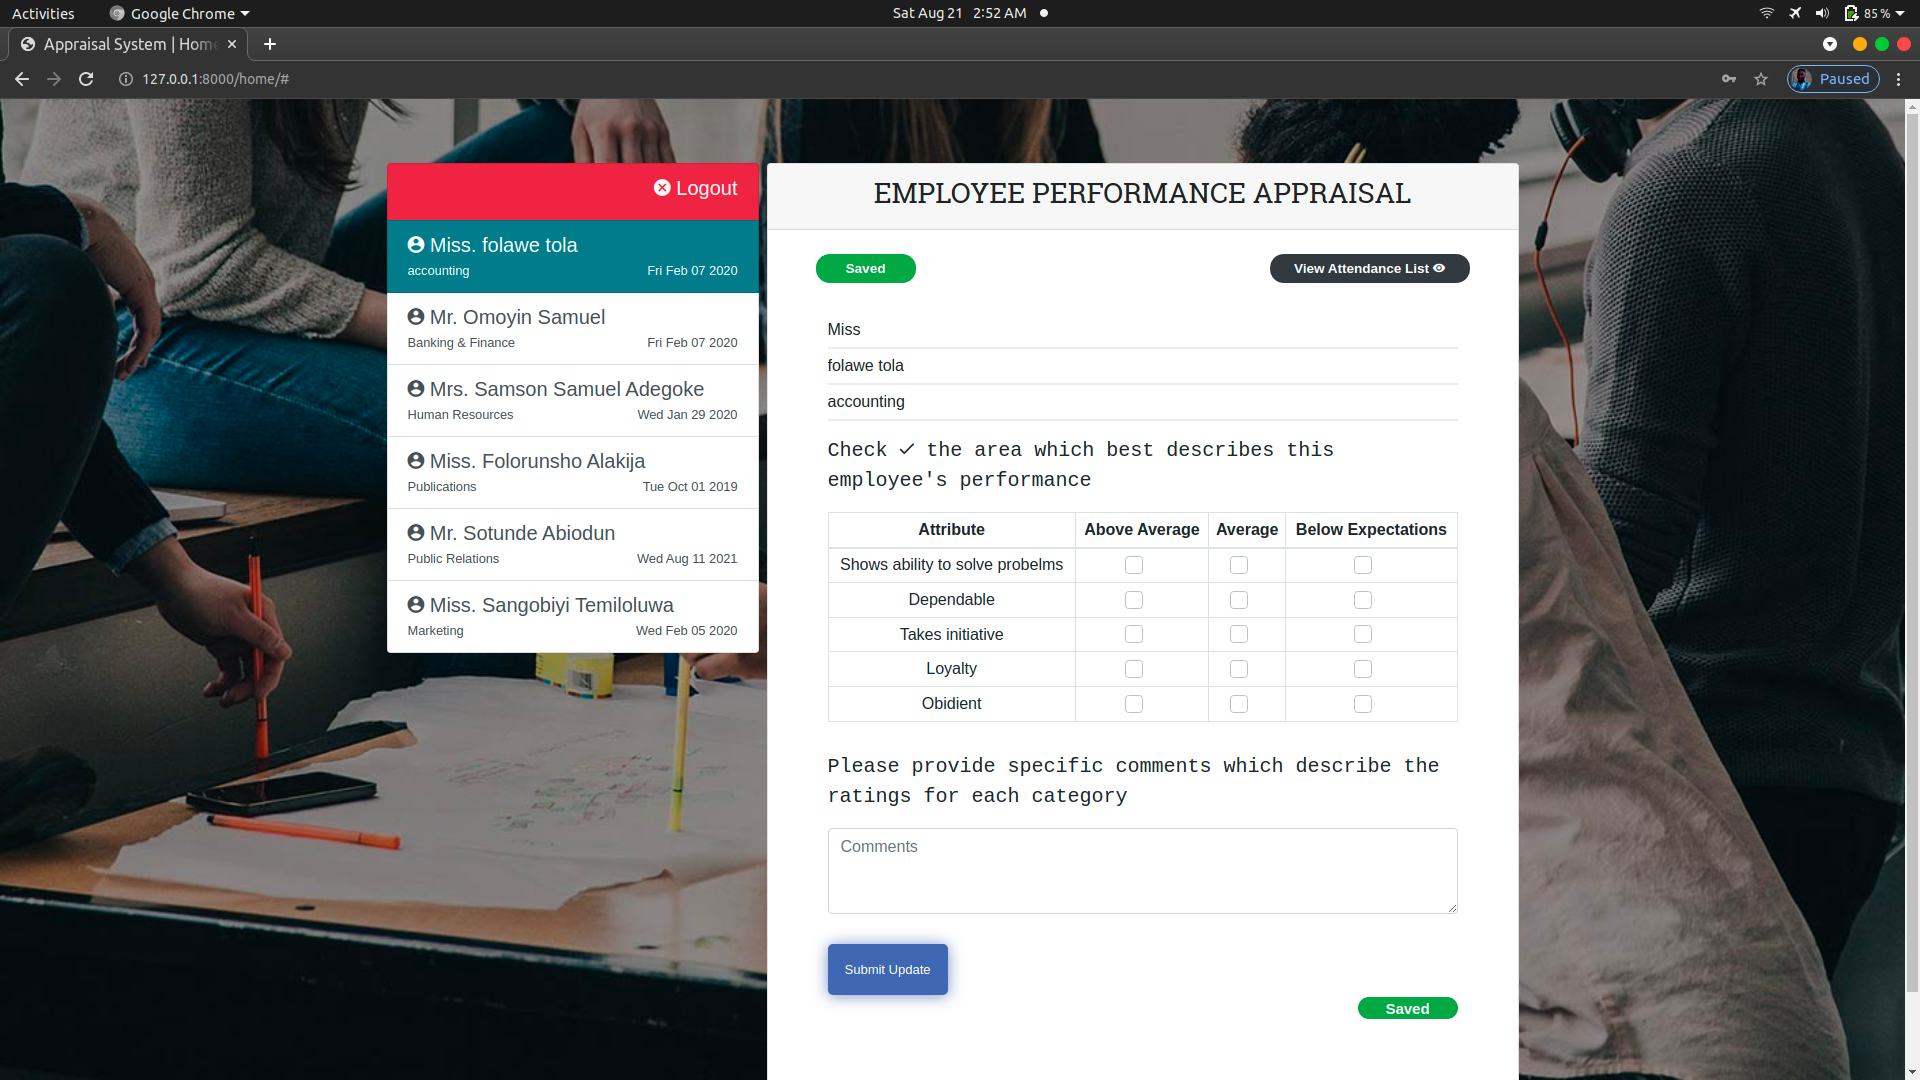 Activities
Google Chrome
Sat Aug 21 2:52 AM
85 %
Appraisal System | Home
127.0.0.1:8000/home/#
Paused
Logout
Miss. folawe tola
accounting Fri Feb 07 2020
Mr. Omoyin Samuel
Banking & Finance Fri Feb 07 2020
Mrs. Samson Samuel Adegoke
Human Resources Wed Jan 29 2020
Miss. Folorunsho Alakija
Publications Tue Oct 01 2019
Mr. Sotunde Abiodun
Public Relations Wed Aug 11 2021
Miss. Sangobiyi Temiloluwa
Marketing Wed Feb 05 2020
EMPLOYEE PERFORMANCE APPRAISAL
Saved
View Attendance List
Miss
folawe tola
accounting
Check ✓ the area which best describes this
employee's performance
Attribute Above Average Average Below Expectations
Shows ability to solve probelms
Dependable
Takes initiative
Loyalty
Obidient
Please provide specific comments which describe the
ratings for each category
Comments
Submit Update
Saved